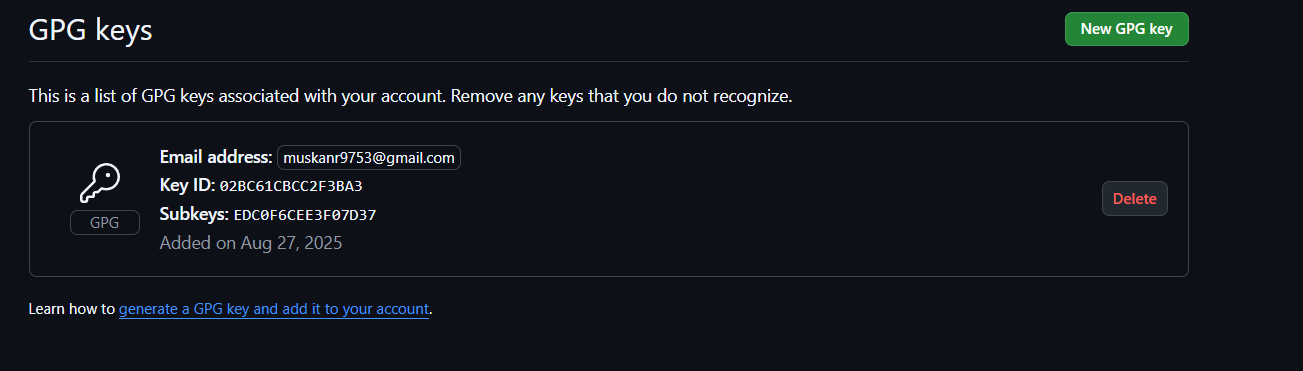 GPG keys
New GPG key
This is a list of GPG keys associated with your account. Remove any keys that you do not recognize.
Email address: muskanr9753@gmail.com
Key ID: 02BC61CBCC2F3BA3
Subkeys: EDC0F6CEE3F07D37
Added on Aug 27, 2025
GPG
Delete
Learn how to generate a GPG key and add it to your account.